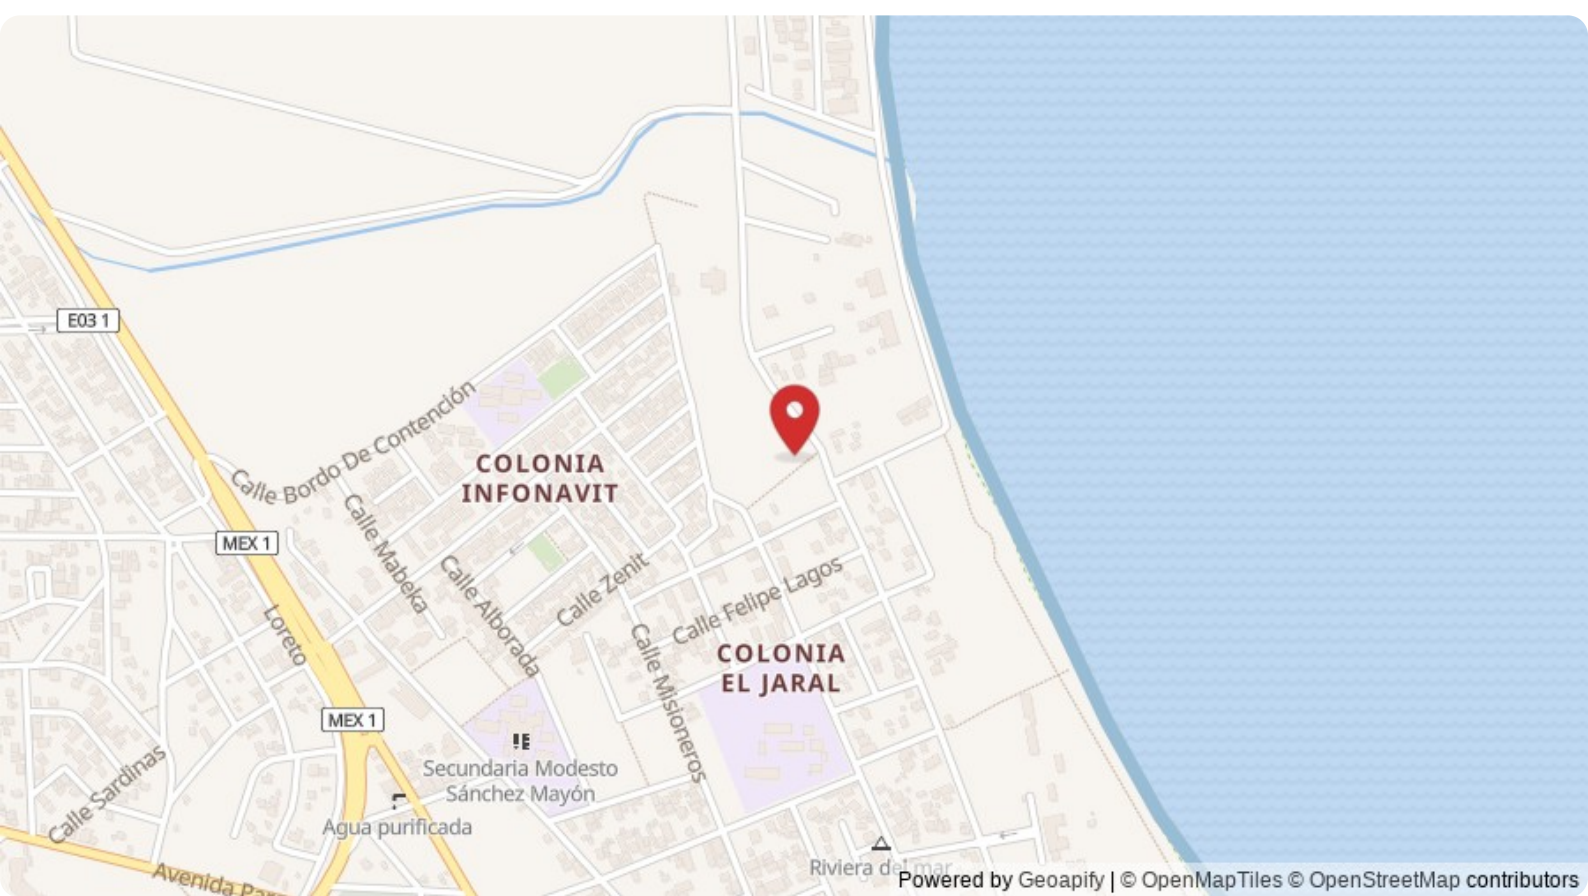 E03 1
Calle Bordo De Contención
COLONIA
INFONAVIT
MEX 1
Calle Mabeka
Calle Alborada
Calle Zenit
Calle Felipe Lagos
Loreto
Calle Misioneros
COLONIA
EL JARAL
MEX 1
Secundaria Modesto
Sánchez Mayón
Calle Sardinas
Agua purificada
Riviera del mar
Avenida Par
Powered by Geoapify | © OpenMapTiles © OpenStreetMap contributors